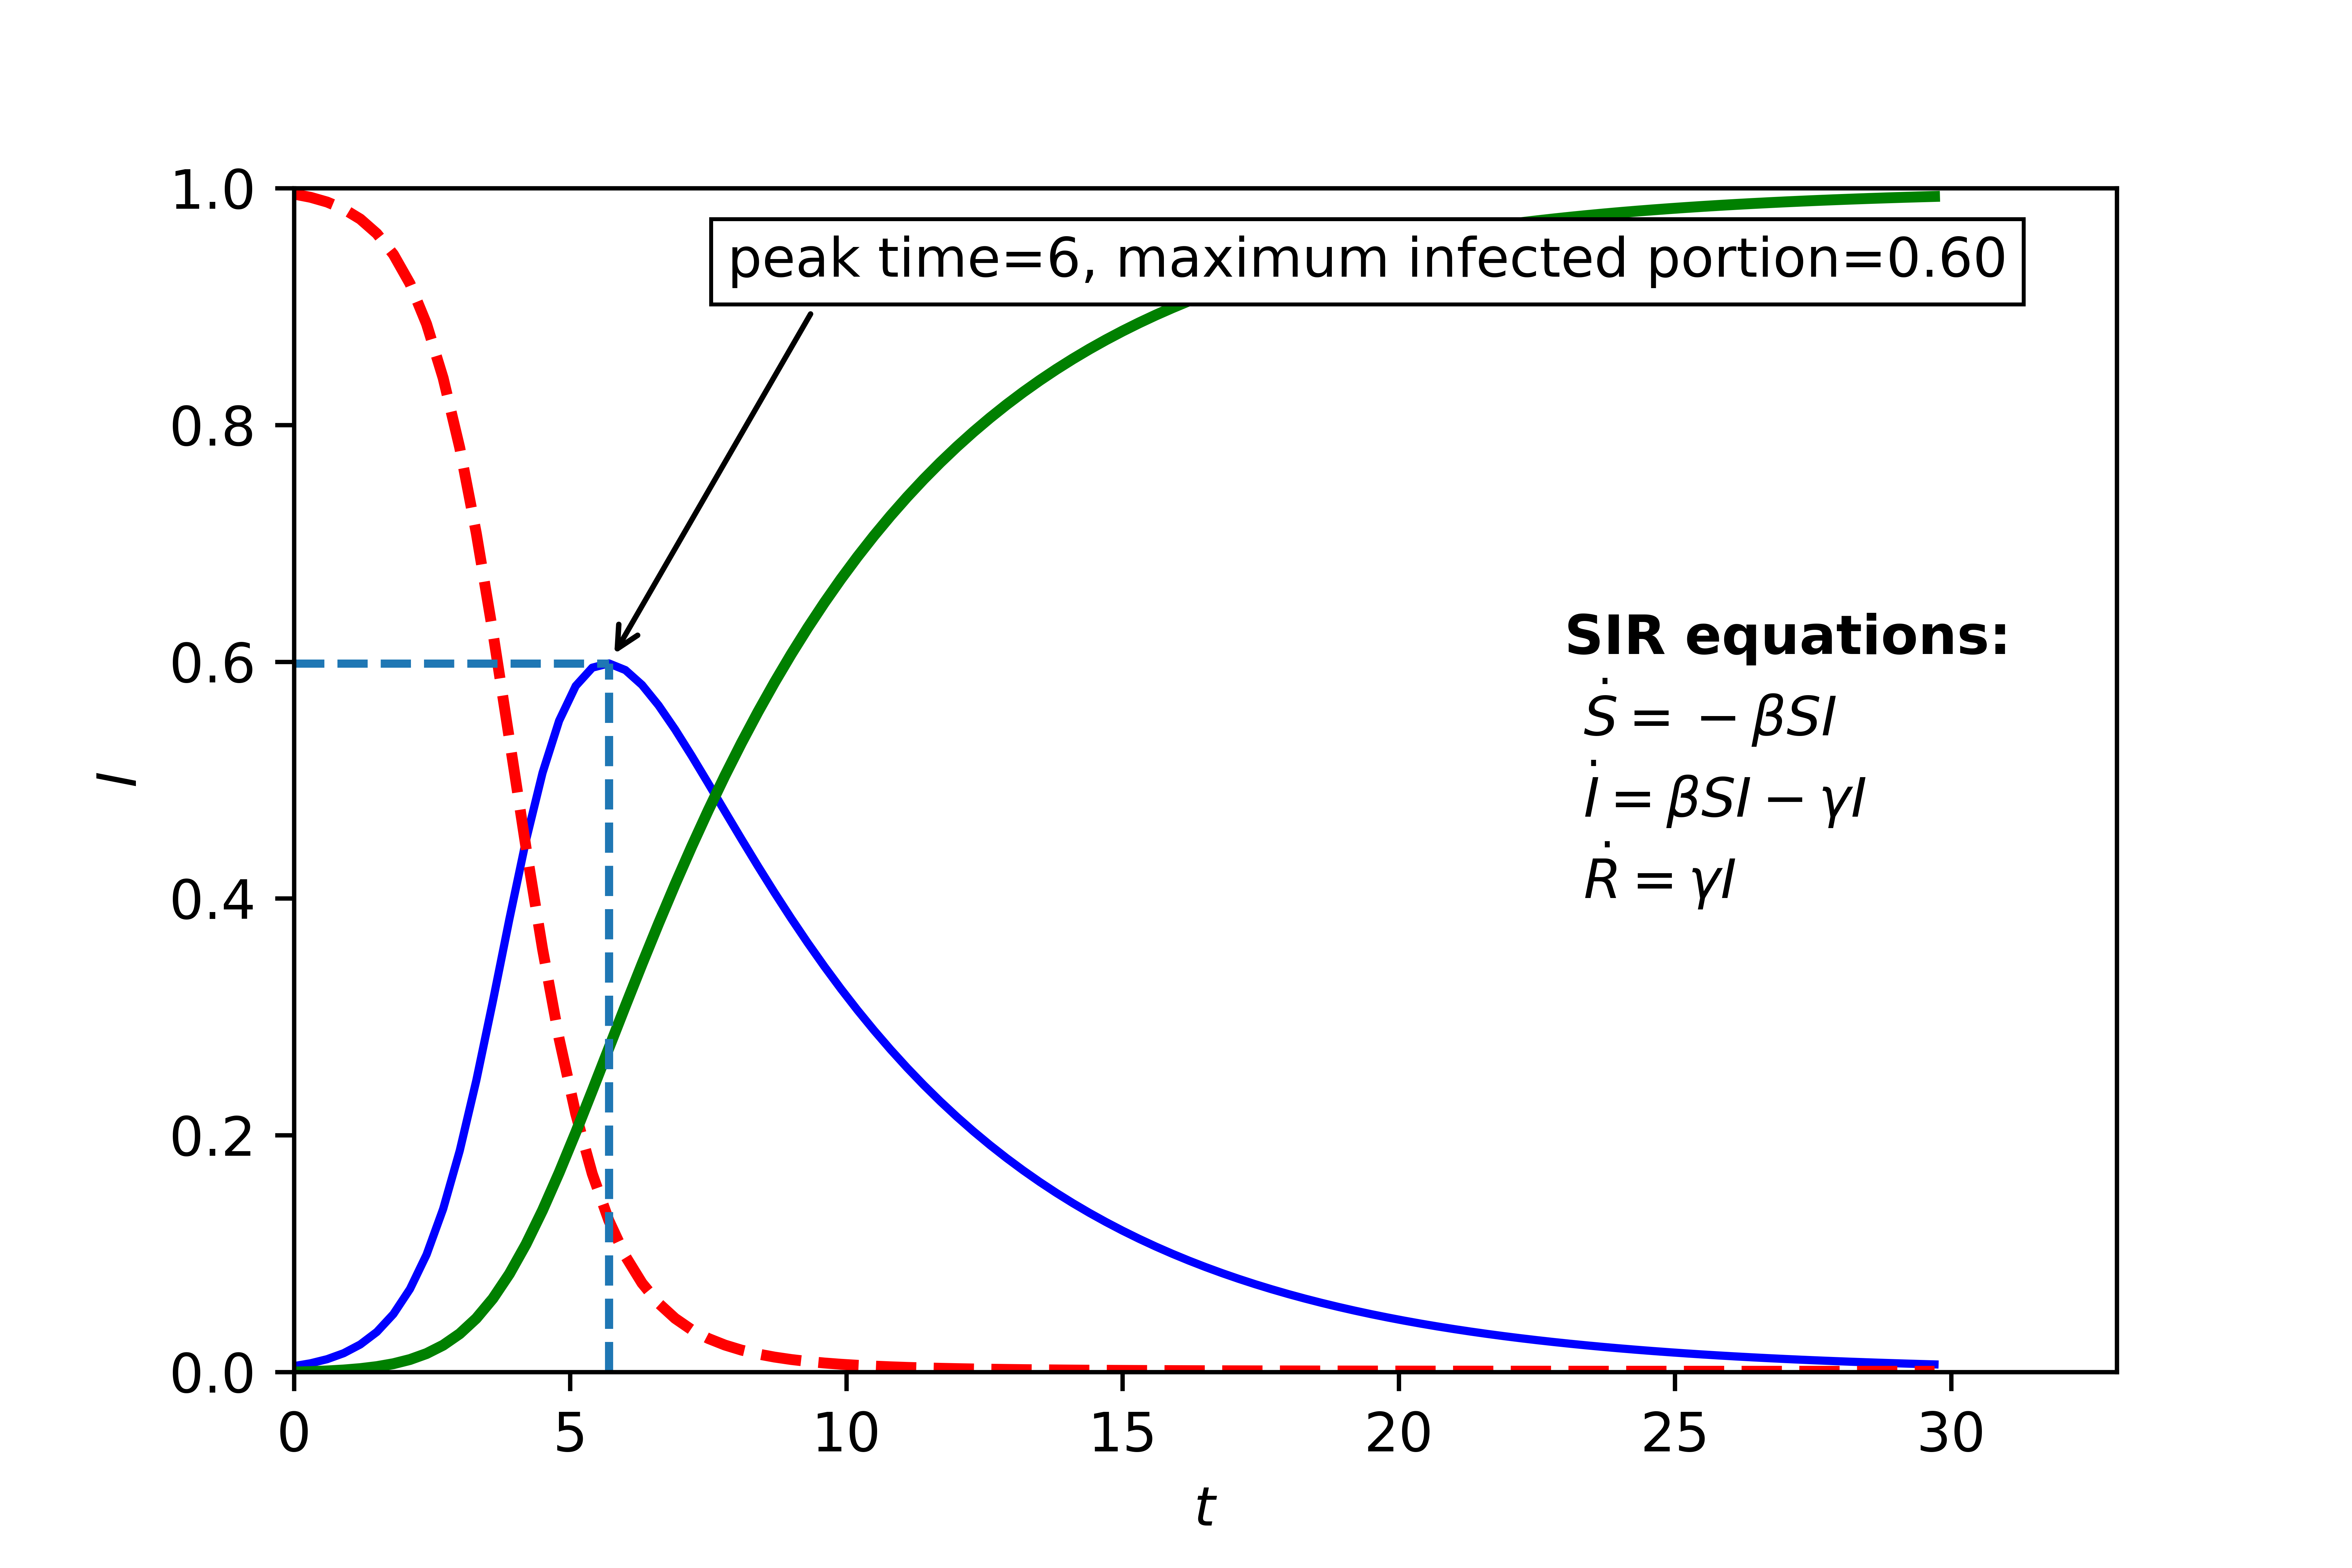 1.0
peak time=6, maximum infected portion=0.60
0.8
0.6
SIR equations:
Ṡ = −βSI
İ = βSI − γI
Ṙ = γI
I
0.4
0.2
0.0
0 5 10 15 20 25 30
t